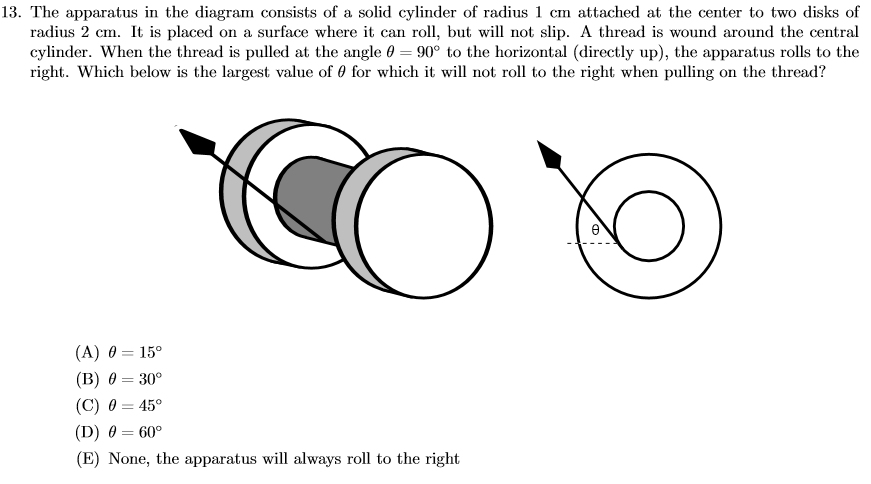 13. The apparatus in the diagram consists of a solid cylinder of radius 1 cm attached at the center to two disks of
radius 2 cm. It is placed on a surface where it can roll, but will not slip. A thread is wound around the central
cylinder. When the thread is pulled at the angle θ = 90° to the horizontal (directly up), the apparatus rolls to the
right. Which below is the largest value of θ for which it will not roll to the right when pulling on the thread?
θ
(A) θ = 15°
(B) θ = 30°
(C) θ = 45°
(D) θ = 60°
(E) None, the apparatus will always roll to the right